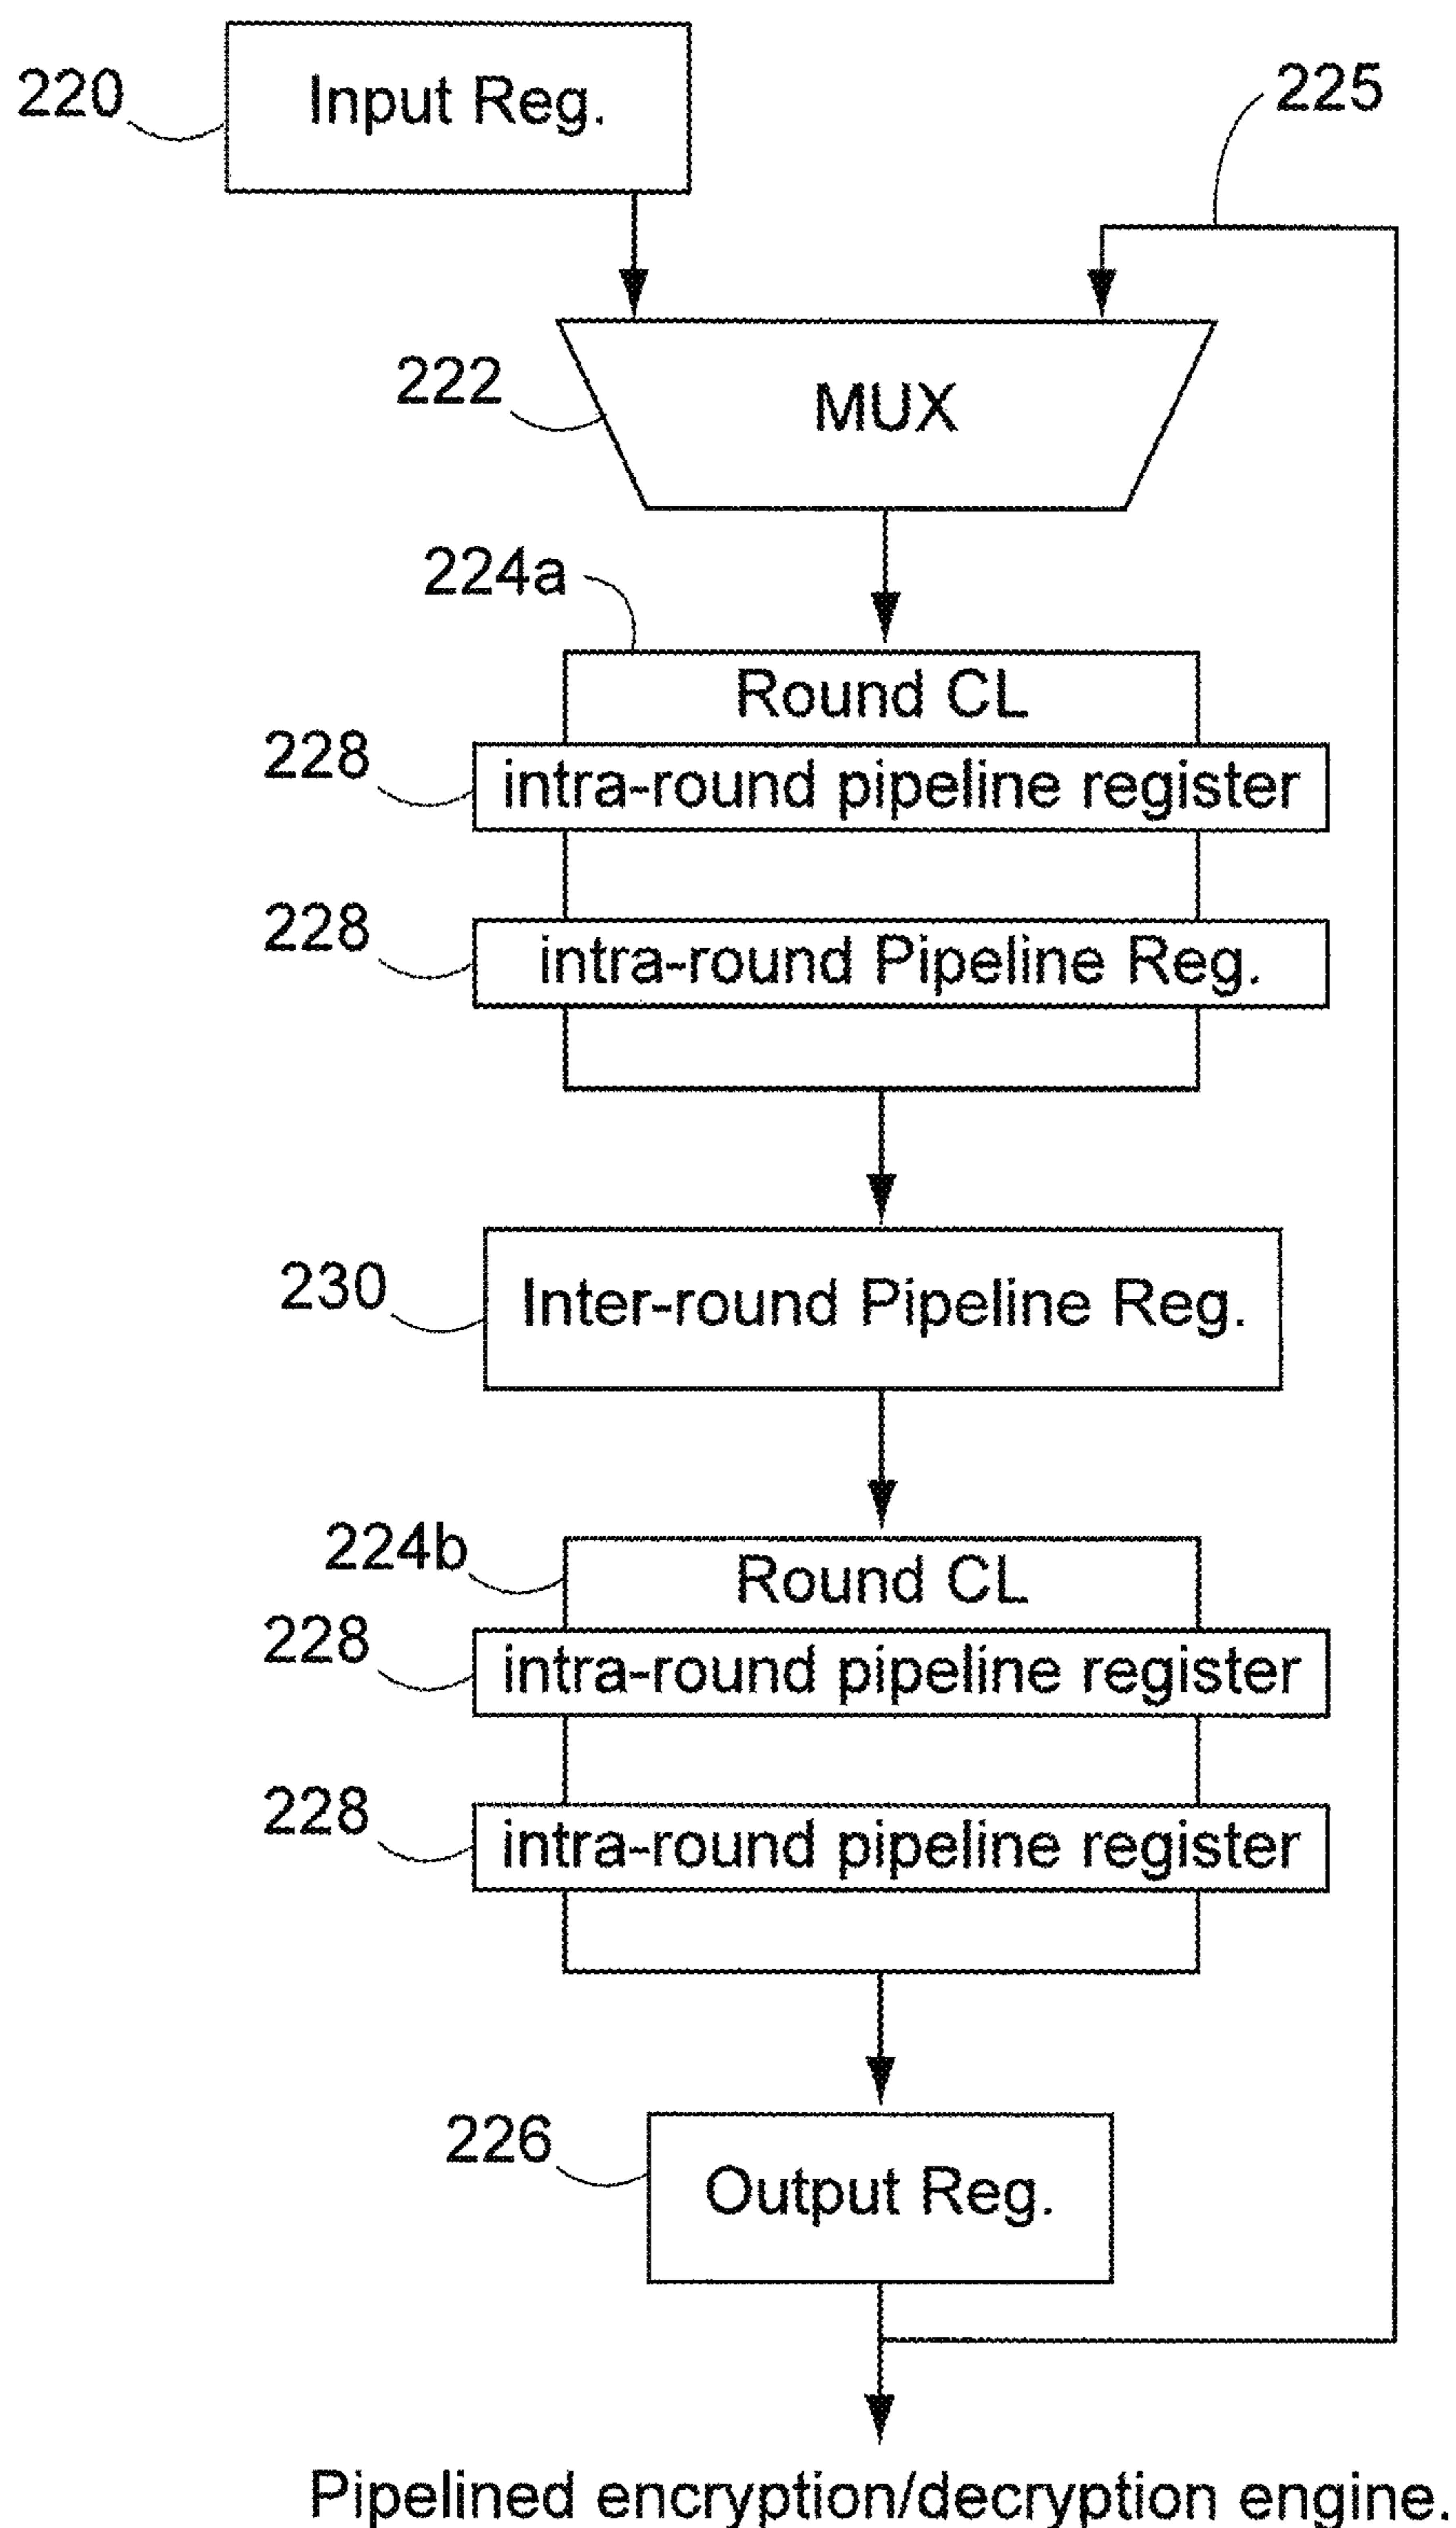 220
Input Reg.
225
222
MUX
224a
Round CL
228
intra-round pipeline register
228
intra-round Pipeline Reg.
230
Inter-round Pipeline Reg.
224b
Round CL
228
intra-round pipeline register
228
intra-round pipeline register
226
Output Reg.
Pipelined encryption/decryption engine.